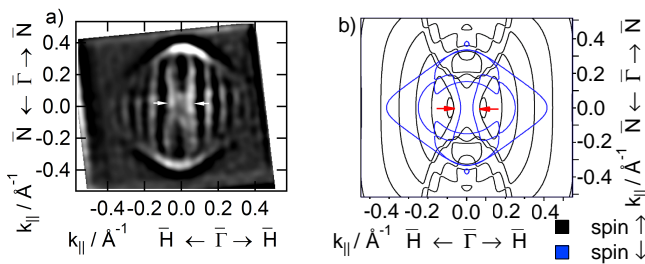 a)
b)
0.4
0.2
0.0
-0.2
-0.4
k|| / Å-1
N̅ ← Γ̅ → N̅
-0.4 -0.2 0.0 0.2 0.4
k|| / Å-1 H̅ ← Γ̅ → H̅
0.4
0.2
0.0
-0.2
-0.4
k|| / Å-1 N̅ ← Γ̅ → N̅
-0.4 -0.2 0.0 0.2 0.4
k|| / Å-1 H̅ ← Γ̅ → H̅
spin ↑
spin ↓